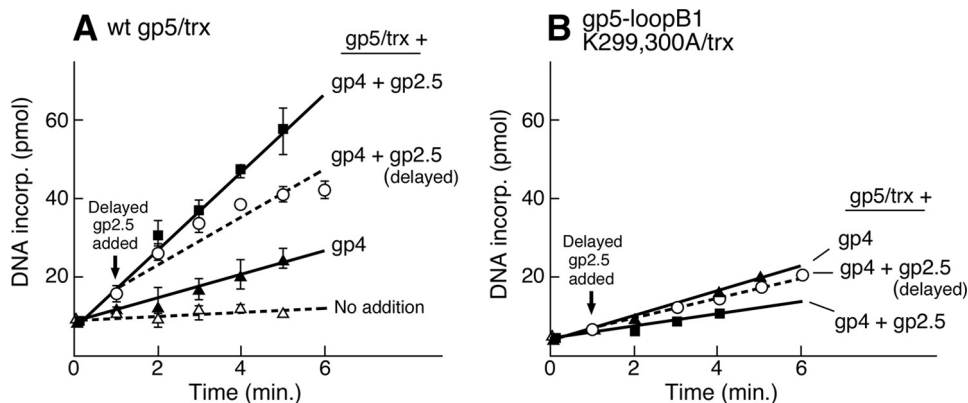 A wt gp5/trx
gp5/trx +
gp4 + gp2.5
gp4 + gp2.5
(delayed)
gp4
No addition
Delayed
gp2.5
added
DNA incorp. (pmol)
60
40
20
0
0
2
4
6
Time (min.)
B gp5-loopB1
K299,300A/trx
gp5/trx +
gp4
gp4 + gp2.5
(delayed)
gp4 + gp2.5
Delayed
gp2.5
added
DNA incorp. (pmol)
60
40
20
0
2
4
6
Time (min.)